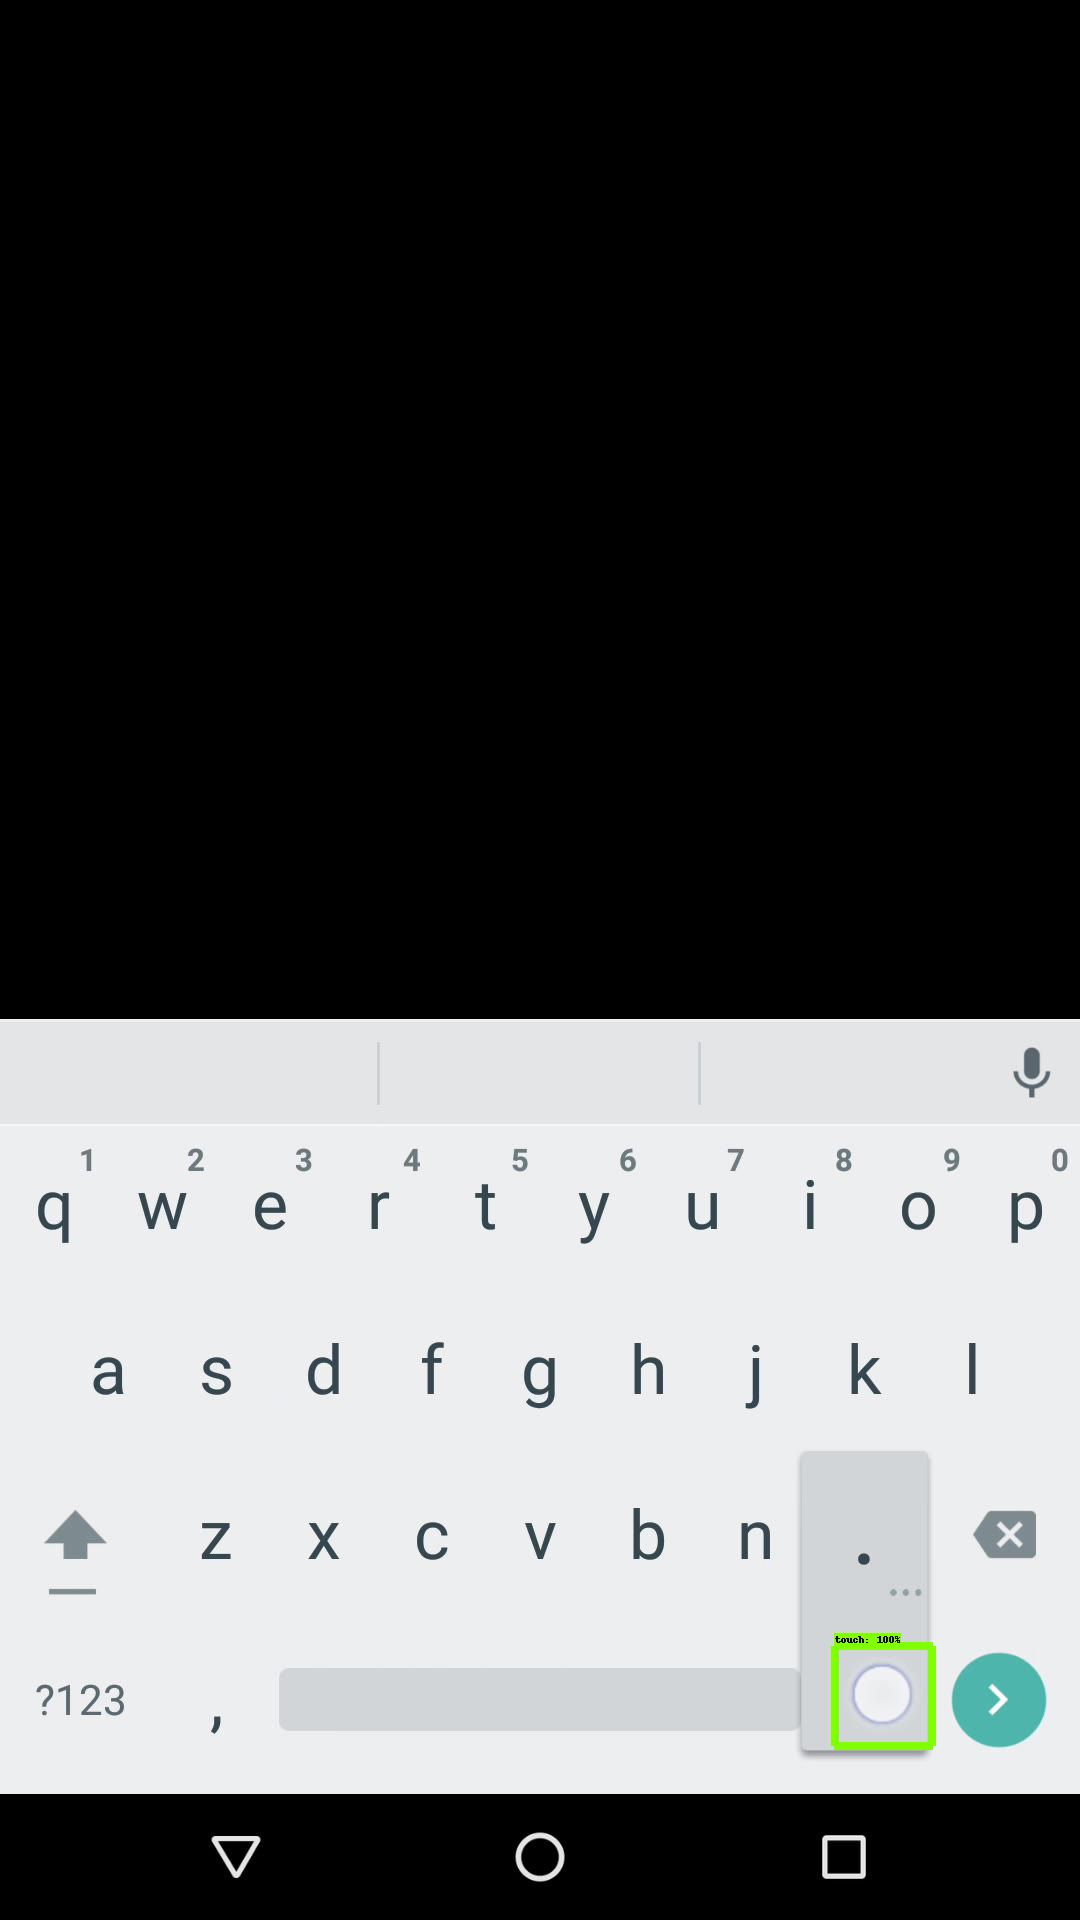 1 2 3 4 5 6 7 8 9 0
q w e r t y u i o p
a s d f g h j k l
z x c v b n .
...
touch: 100%
?123 ,